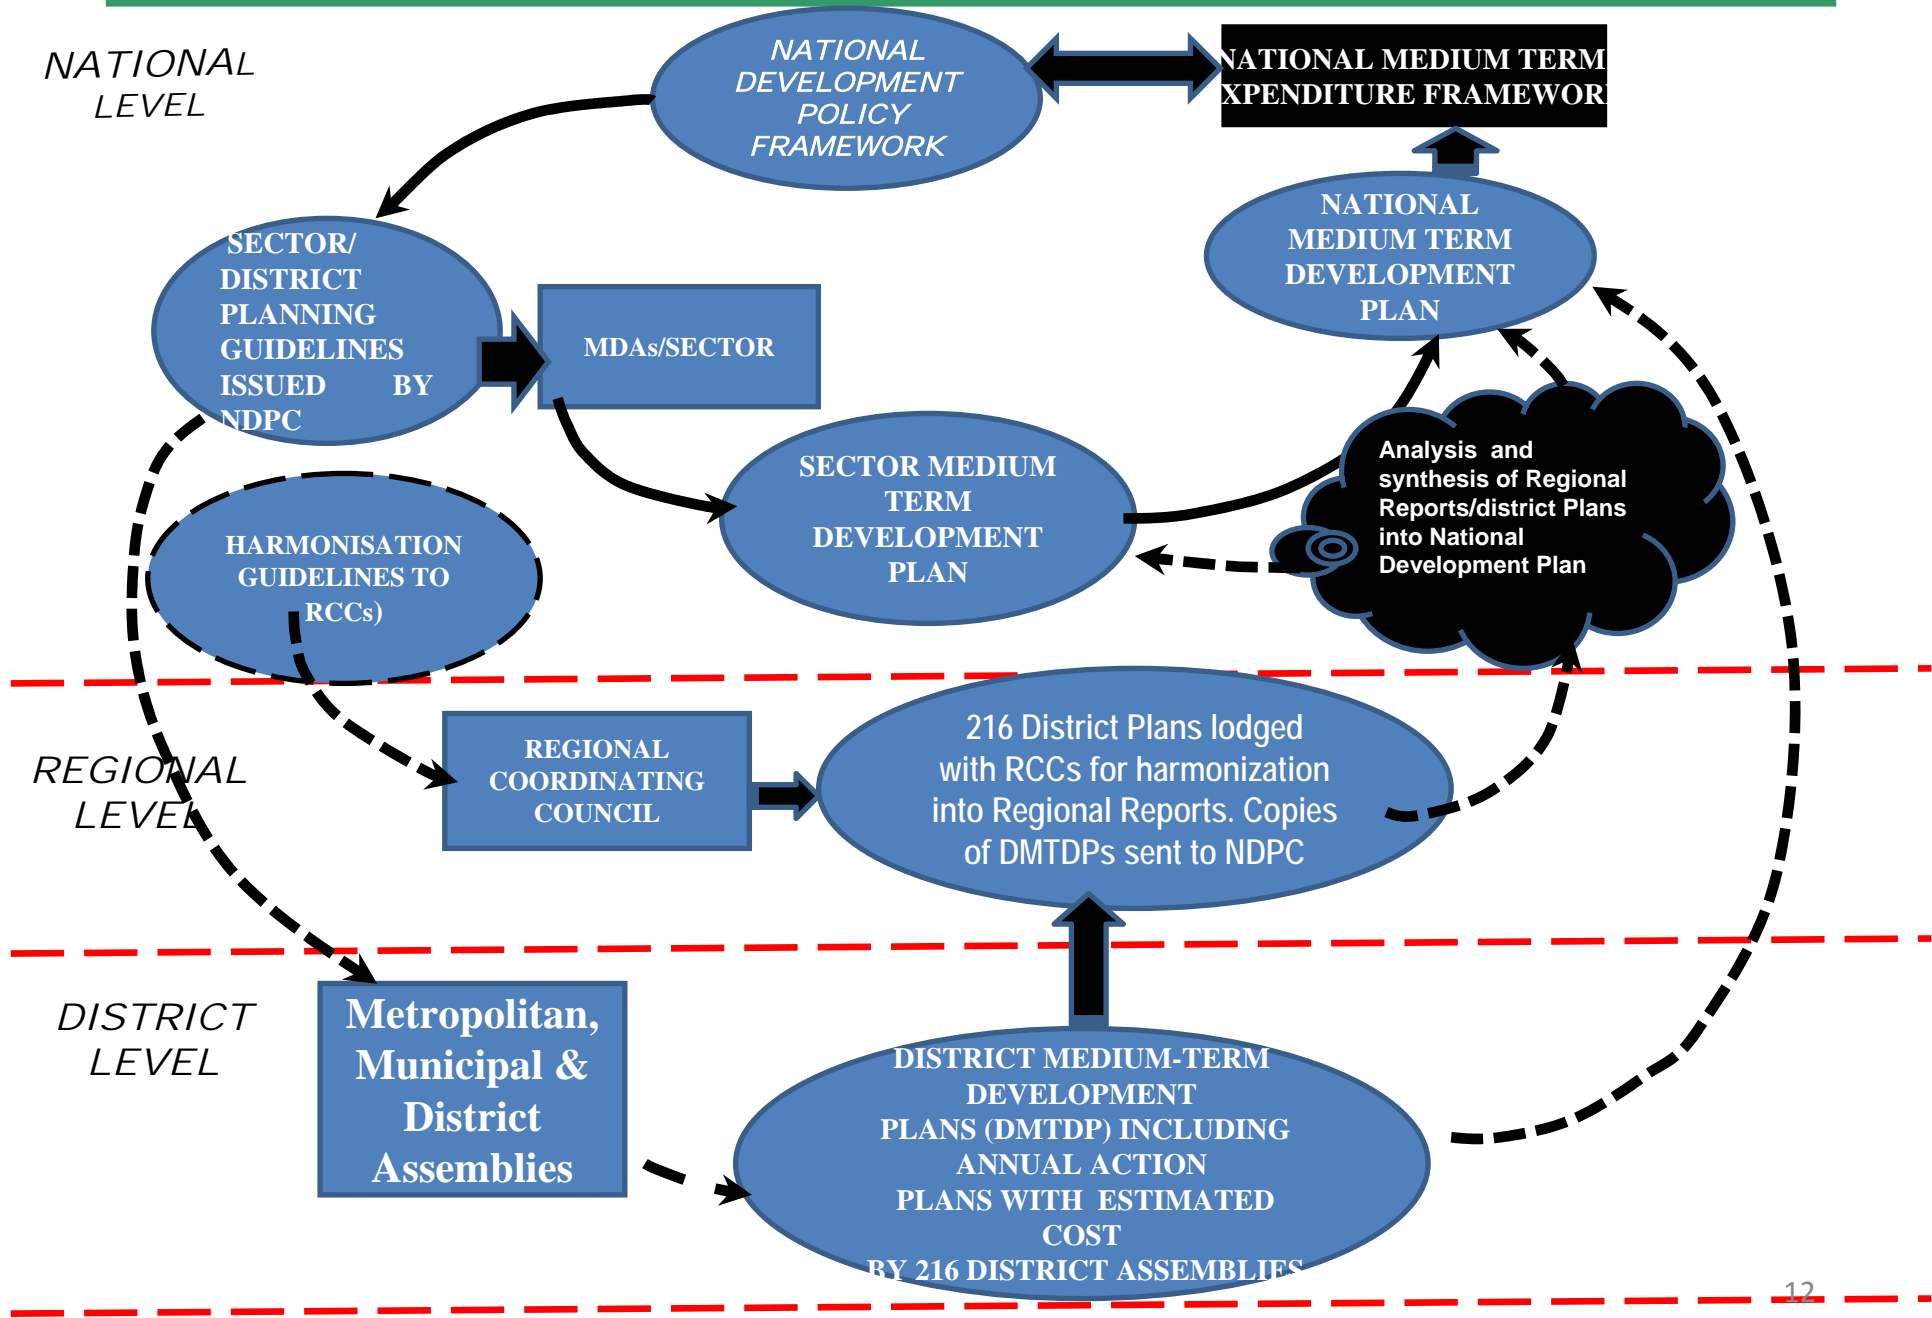 NATIONAL
LEVEL
NATIONAL
DEVELOPMENT
POLICY
FRAMEWORK
NATIONAL MEDIUM TERM
XPENDITURE FRAMEWOR
NATIONAL
MEDIUM TERM
DEVELOPMENT
PLAN
SECTOR/
DISTRICT
PLANNING
GUIDELINES
ISSUED BY
NDPC
MDAs/SECTOR
SECTOR MEDIUM
TERM
DEVELOPMENT
PLAN
Analysis and
synthesis of Regional
Reports/district Plans
into National
Development Plan
HARMONISATION
GUIDELINES TO
RCCs)
REGIONAL
LEVEL
REGIONAL
COORDINATING
COUNCIL
216 District Plans lodged
with RCCs for harmonization
into Regional Reports. Copies
of DMTDPs sent to NDPC
DISTRICT
LEVEL
Metropolitan,
Municipal &
District
Assemblies
DISTRICT MEDIUM-TERM
DEVELOPMENT
PLANS (DMTDP) INCLUDING
ANNUAL ACTION
PLANS WITH ESTIMATED
COST
BY 216 DISTRICT ASSEMBLIES
12